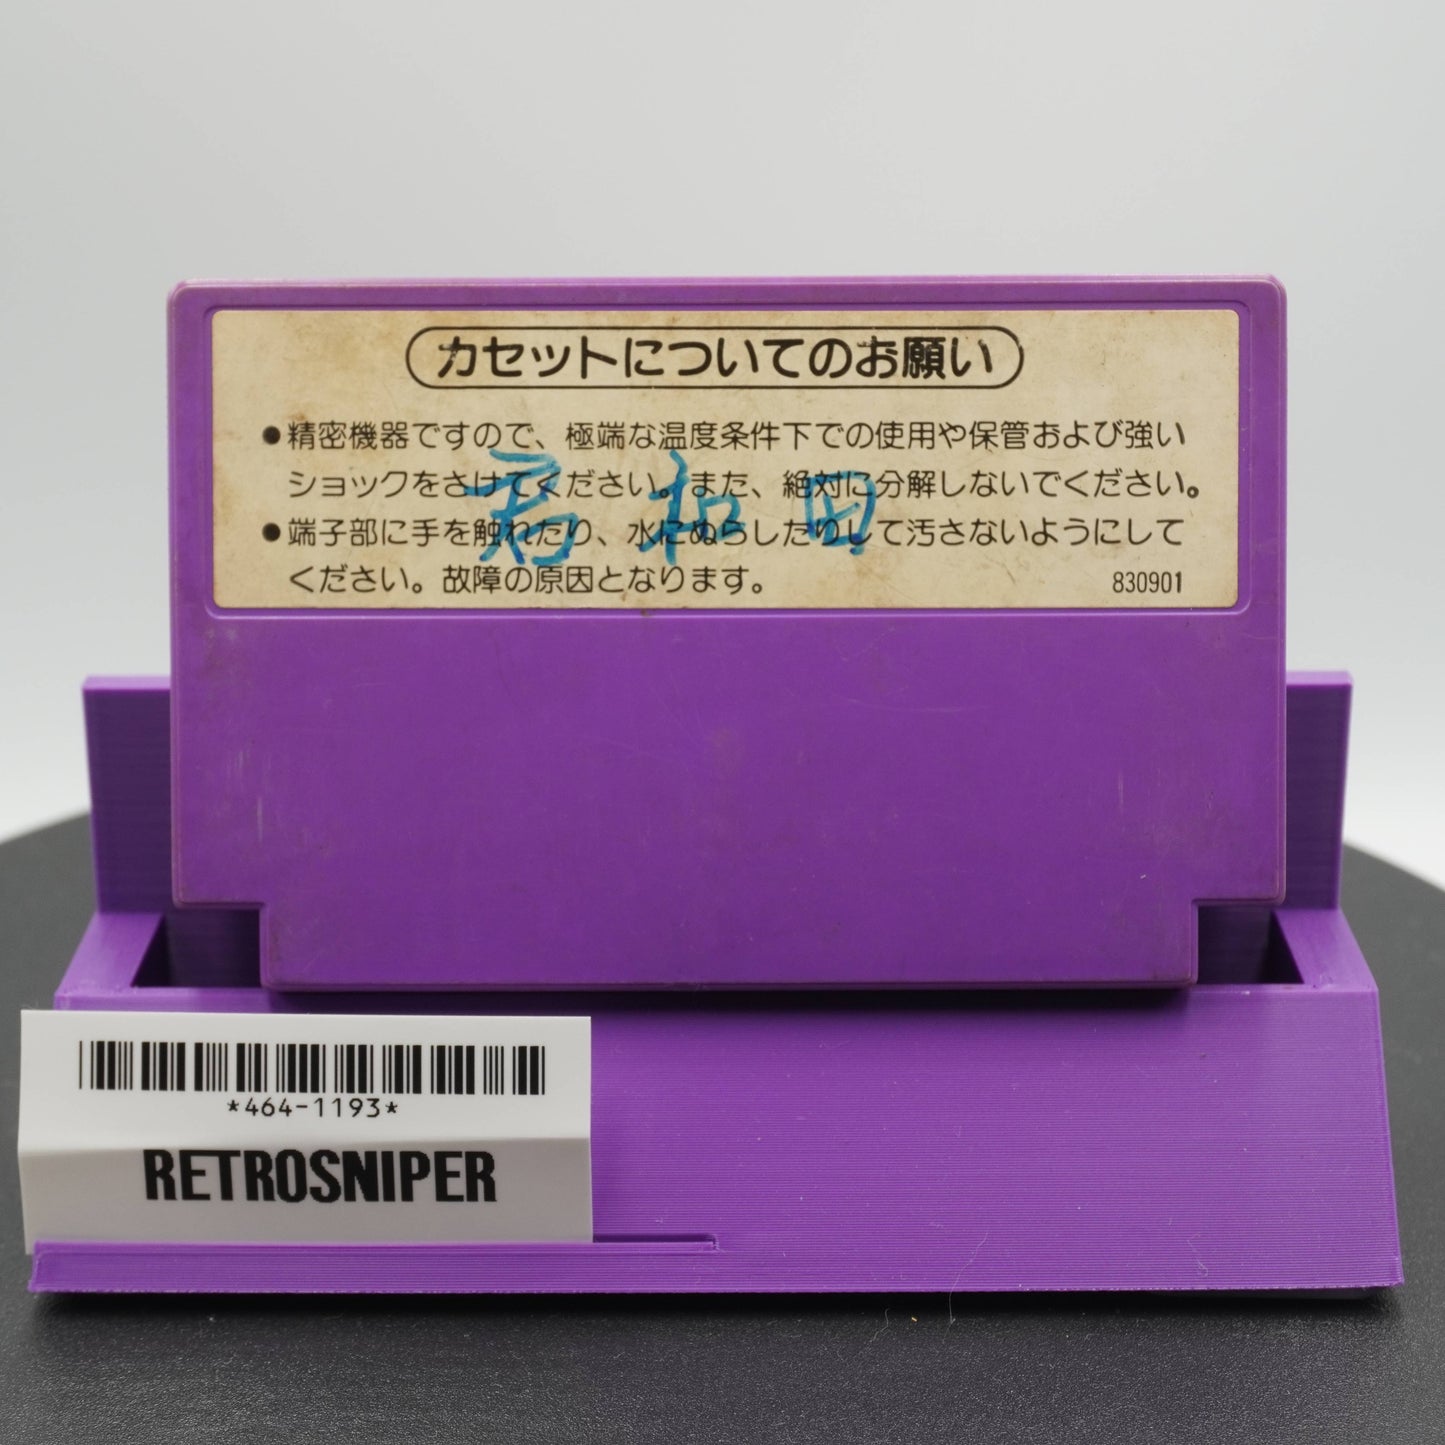 カセットについてのお願い
●精密機器ですので、極端な温度条件下での使用や保管および強い
ショックをさけてください。また、絶対に分解しないでください。
●端子部に手を触れたり、水にぬらしたりして汚さないようにして
ください。故障の原因となります。
830901
君和田
*464-1193*
RETROSNIPER